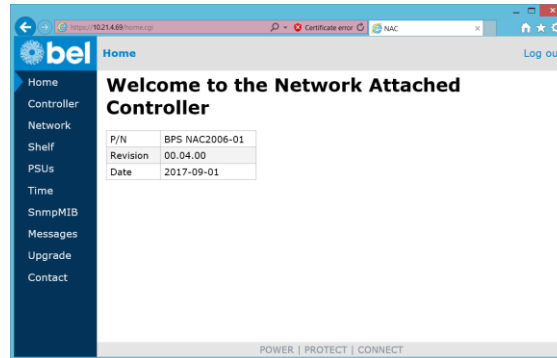 https://10.21.4.69/home.cgi
Certificate error
NAC
bel
Home
Log ou
Home
Controller
Network
Shelf
PSUs
Time
SnmpMIB
Messages
Upgrade
Contact
Welcome to the Network Attached
Controller
P/N BPS NAC2006-01
Revision 00.04.00
Date 2017-09-01
POWER | PROTECT | CONNECT